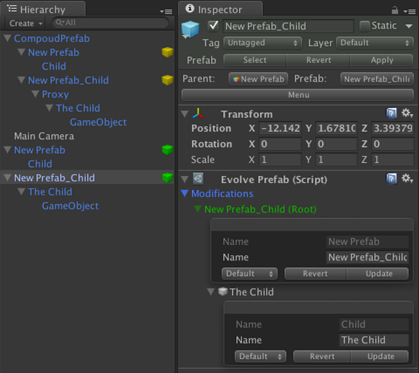 Hierarchy
Create
All
CompoudPrefab
New Prefab
Child
New Prefab_Child
Proxy
The Child
GameObject
Main Camera
New Prefab
Child
New Prefab_Child
The Child
GameObject
Inspector
New Prefab_Child Static
Tag Untagged Layer Default
Prefab Select Revert Apply
Parent: New Prefab Prefab: New Prefab_Chil
Menu
Transform
Position X -12.142 Y 1.6781 Z 3.39379
Rotation X 0 Y 0 Z 0
Scale X 1 Y 1 Z 1
Evolve Prefab (Script)
Modifications
New Prefab_Child (Root)
Name New Prefab
Name New Prefab_Child
Default Revert Update
The Child
Name Child
Name The Child
Default Revert Update